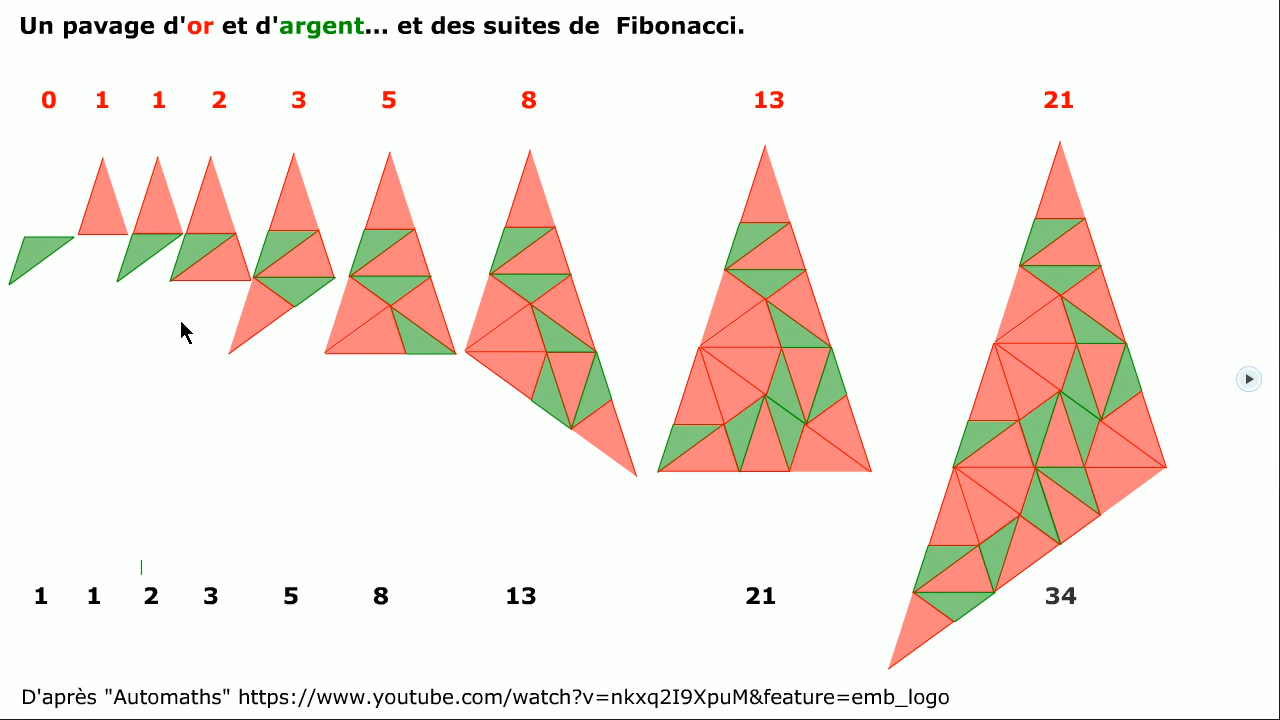 Un pavage d'or et d'argent... et des suites de Fibonacci.
0 1 1 2 3 5 8 13 21
1 1 2 3 5 8 13 21 34
D'après "Automaths" https://www.youtube.com/watch?v=nkxq2I9XpuM&feature=emb_logo